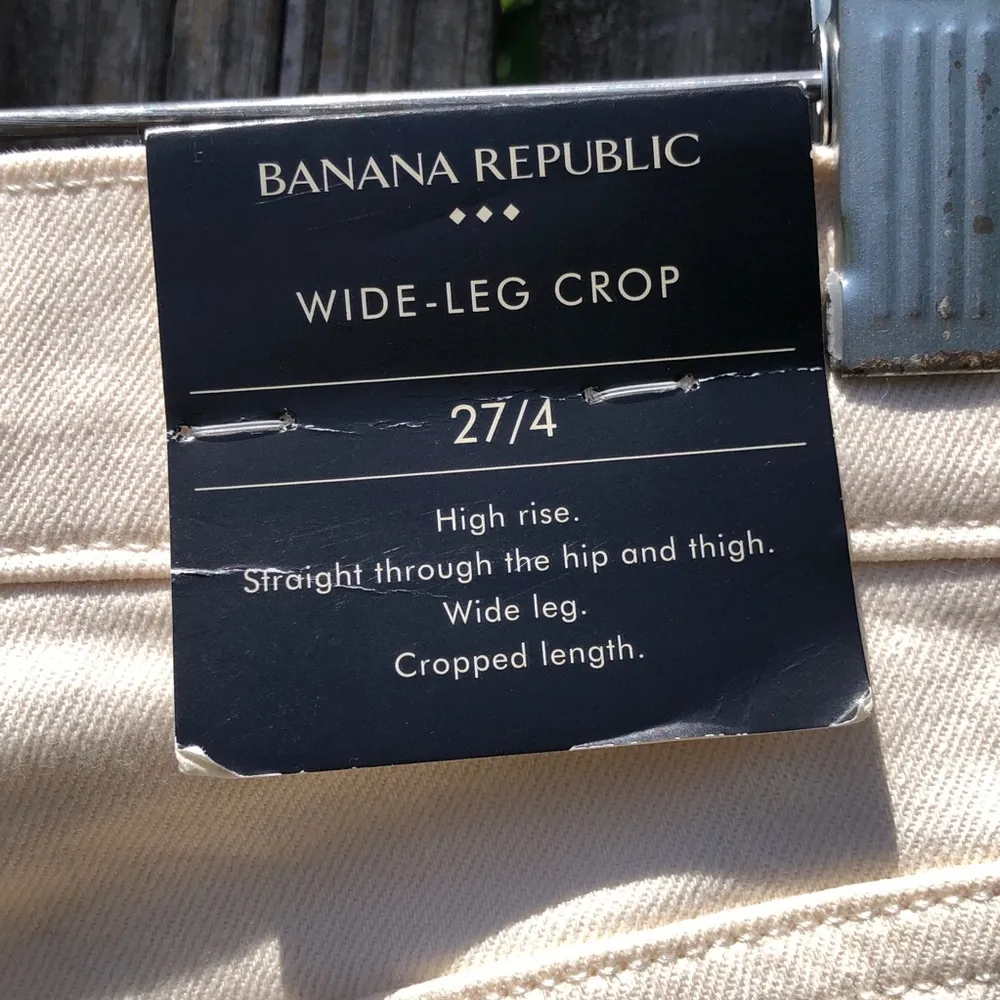 BANANA REPUBLIC
WIDE-LEG CROP
27/4
High rise.
Straight through the hip and thigh.
Wide leg.
Cropped length.